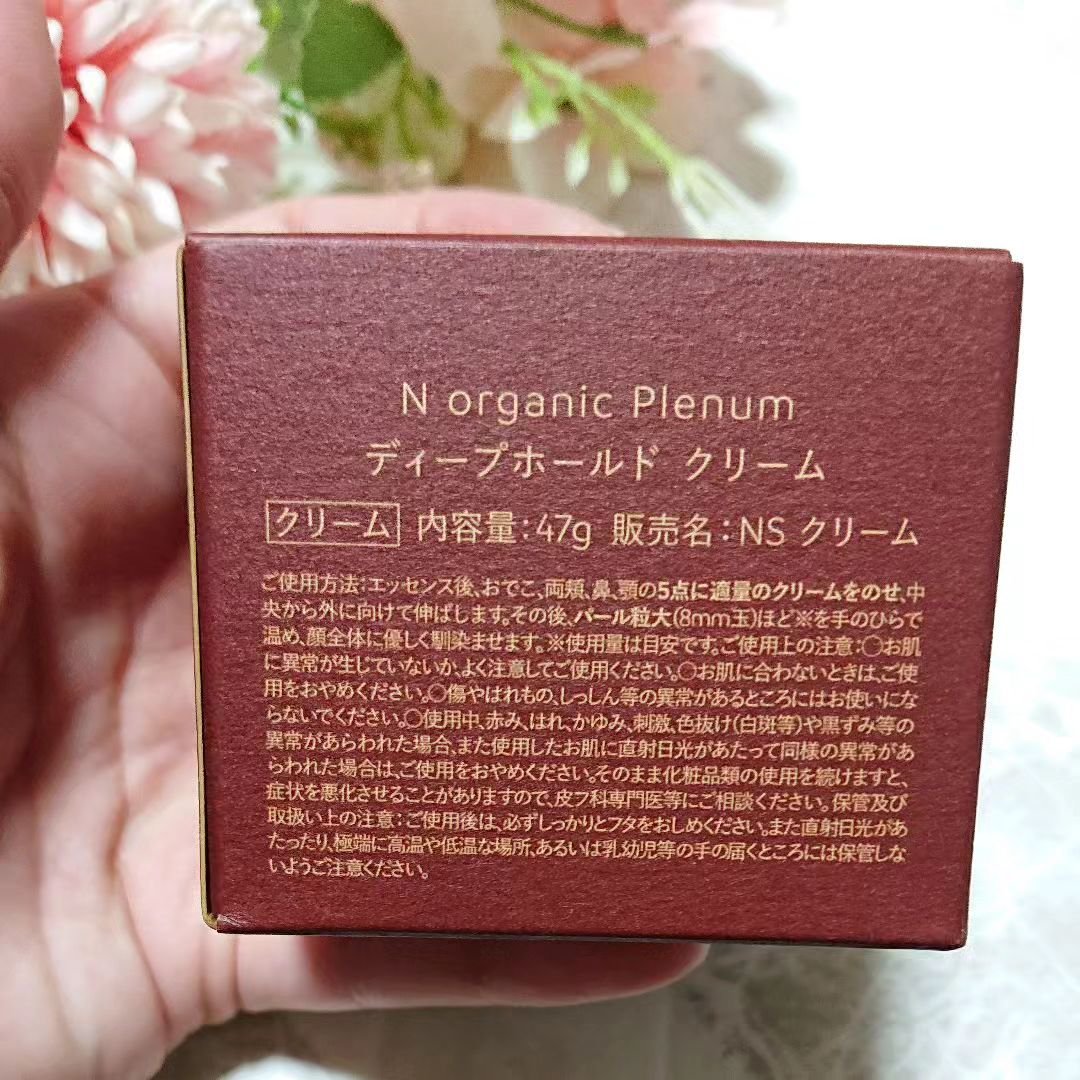 N organic Plenum
ディープホールド クリーム
クリーム 内容量：47g 販売名：NS クリーム
ご使用方法：エッセンス後、おでこ、両頬、鼻、顎の5点に適量のクリームをのせ、中
央から外に向けて伸ばします。その後、パール粒大（8mm玉）ほど※を手のひらで
温め、顔全体に優しく馴染ませます。※使用量は目安です。ご使用上の注意：○お肌
に異常が生じていないか、よく注意してご使用ください。○お肌に合わないときは、ご使
用をおやめください。○傷やはれもの、しっしん等の異常があるところにはお使いにな
らないでください。○使用中、赤み、はれ、かゆみ、刺激、色抜け（白斑等）や黒ずみ等の
異常があらわれた場合、また使用したお肌に直射日光があたって同様の異常があ
らわれた場合は、ご使用をおやめください。そのまま化粧品類の使用を続けますと、
症状を悪化させることがありますので、皮フ科専門医等にご相談ください。保管及び
取扱い上の注意：ご使用後は、必ずしっかりとフタをおしめください。また直射日光があ
たったり、極端に高温や低温な場所、あるいは乳幼児等の手の届くところには保管しな
いようご注意ください。